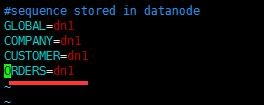 #sequence stored in datanode
GLOBAL=dn1
COMPANY=dn1
CUSTOMER=dn1
ORDERS=dn1
~
~